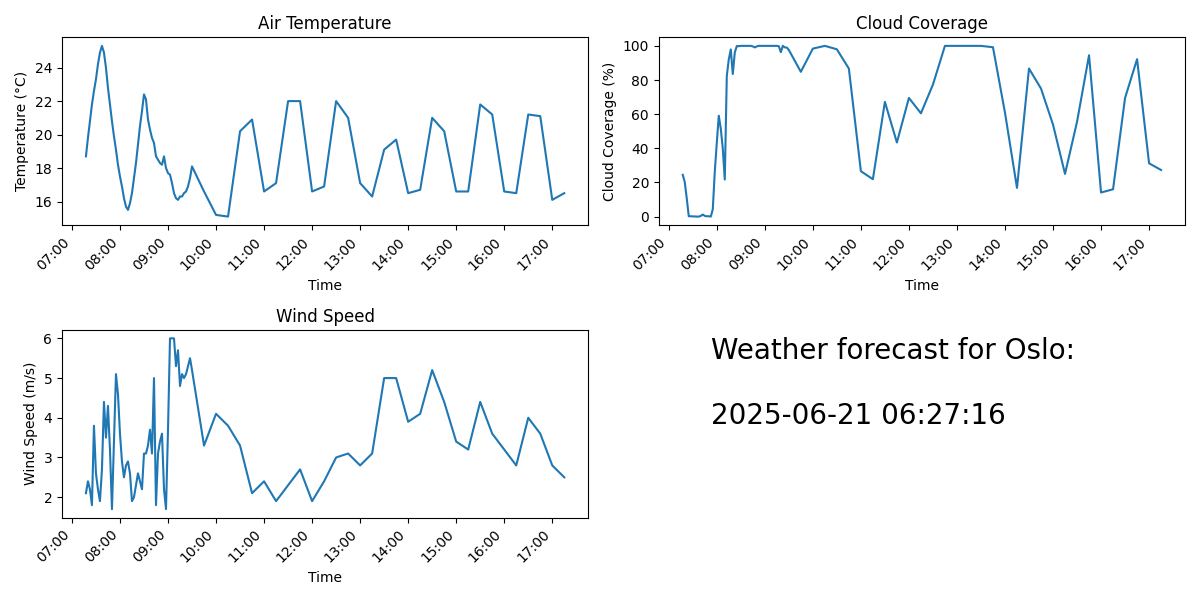 Air Temperature
Temperature (°C)
24
22
20
18
16
07:00 08:00 09:00 10:00 11:00 12:00 13:00 14:00 15:00 16:00 17:00
Time
Cloud Coverage
Cloud Coverage (%)
100
80
60
40
20
0
07:00 08:00 09:00 10:00 11:00 12:00 13:00 14:00 15:00 16:00 17:00
Time
Wind Speed
Wind Speed (m/s)
6
5
4
3
2
07:00 08:00 09:00 10:00 11:00 12:00 13:00 14:00 15:00 16:00 17:00
Time
Weather forecast for Oslo:
2025-06-21 06:27:16